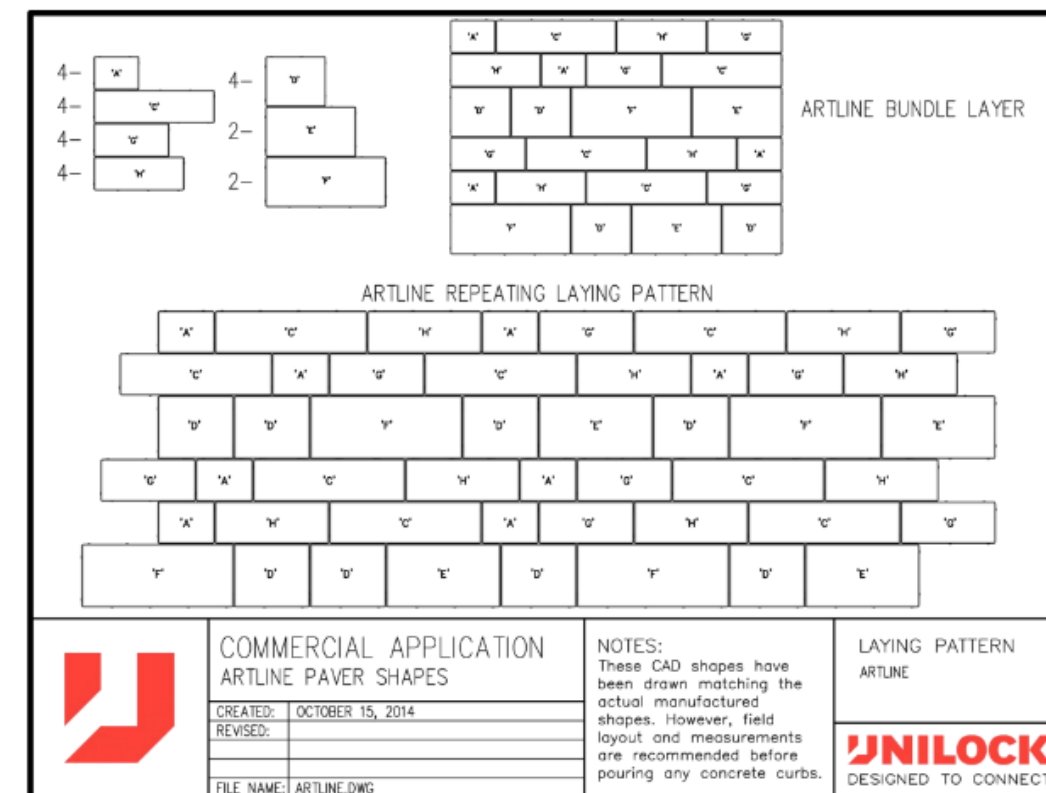 4- "A"
4- "C"
4- "G"
4- "H"
4- "D"
2- "E"
2- "F"
"A" "C" "H" "G"
"H" "A" "G" "C"
"D" "D" "F" "E"
"G" "C" "H" "A"
"A" "H" "C" "G"
"F" "D" "E" "D"
ARTLINE BUNDLE LAYER
ARTLINE REPEATING LAYING PATTERN
"A" "C" "H" "A" "G" "C" "H" "G"
"C" "A" "G" "C" "H" "A" "G" "H"
"D" "D" "F" "D" "E" "D" "F" "E"
"G" "A" "C" "H" "A" "G" "C" "H"
"A" "H" "C" "A" "G" "H" "C" "G"
"F" "D" "D" "E" "D" "F" "D" "E"
COMMERCIAL APPLICATION
ARTLINE PAVER SHAPES
CREATED: OCTOBER 15, 2014
REVISED:
FILE NAME: ARTLINE.DWG
NOTES:
These CAD shapes have
been drawn matching the
actual manufactured
shapes. However, field
layout and measurements
are recommended before
pouring any concrete curbs.
LAYING PATTERN
ARTLINE
UNILOCK
DESIGNED TO CONNECT